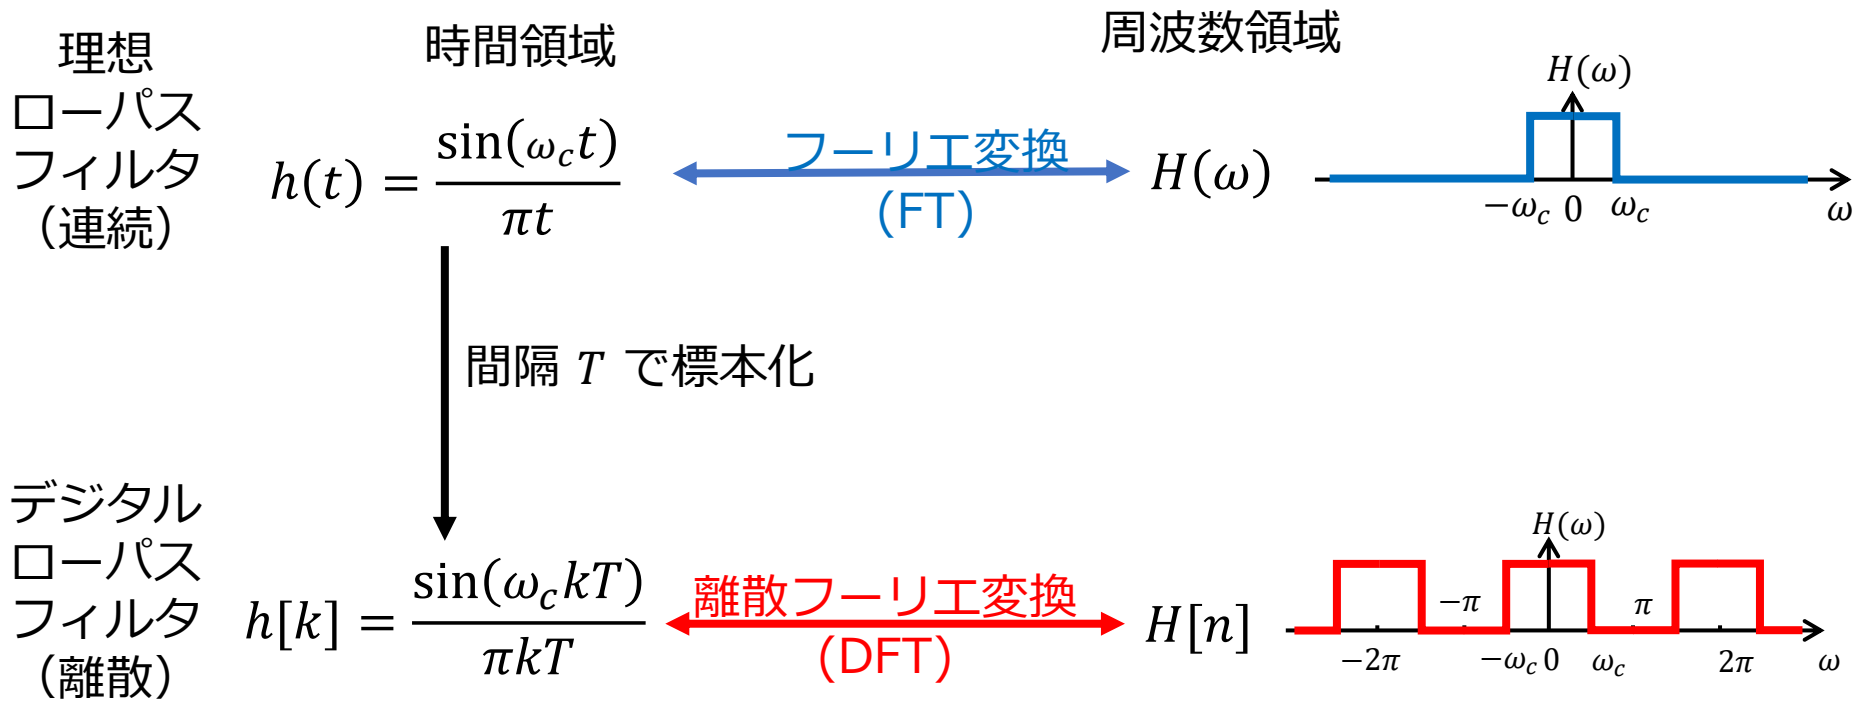 理想
ローパス
フィルタ
（連続）
時間領域
周波数領域
h(t) = sin(ω_c t) / πt
フーリエ変換
(FT)
H(ω)
H(ω)
−ω_c 0 ω_c ω
間隔 T で標本化
デジタル
ローパス
フィルタ
（離散）
h[k] = sin(ω_c kT) / πkT
離散フーリエ変換
(DFT)
H[n]
H(ω)
−π π
−2π −ω_c 0 ω_c 2π ω